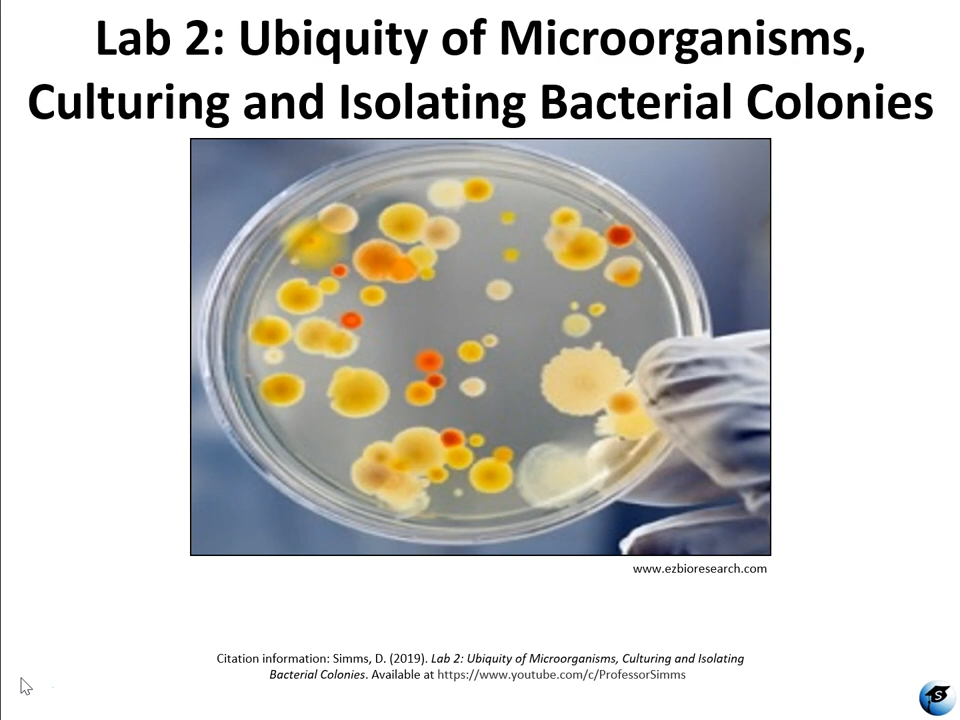 Lab 2: Ubiquity of Microorganisms,
Culturing and Isolating Bacterial Colonies
www.ezbioresearch.com
Citation information: Simms, D. (2019). Lab 2: Ubiquity of Microorganisms, Culturing and Isolating
Bacterial Colonies. Available at https://www.youtube.com/c/ProfessorSimms
S